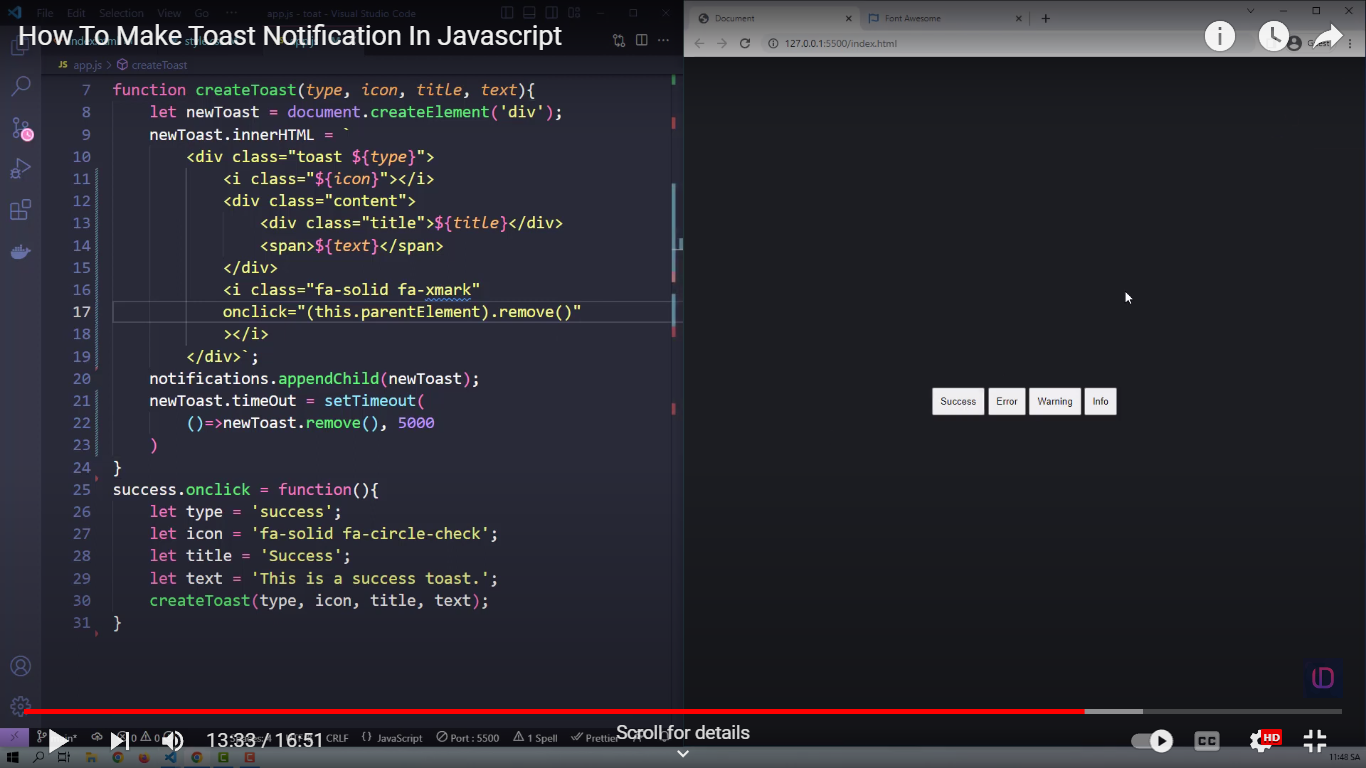 File Edit Selection View Go ··· app.js - toat - Visual Studio Code
How To Make Toast Notification In Javascript
JS app.js > createToast
7 function createToast(type, icon, title, text){
8 let newToast = document.createElement('div');
9 newToast.innerHTML = `
10 <div class="toast ${type}">
11 <i class="${icon}"></i>
12 <div class="content">
13 <div class="title">${title}</div>
14 <span>${text}</span>
15 </div>
16 <i class="fa-solid fa-xmark"
17 onclick="(this.parentElement).remove()"
18 ></i>
19 </div>`;
20 notifications.appendChild(newToast);
21 newToast.timeOut = setTimeout(
22 ()=>newToast.remove(), 5000
23 )
24 }
25 success.onclick = function(){
26 let type = 'success';
27 let icon = 'fa-solid fa-circle-check';
28 let title = 'Success';
29 let text = 'This is a success toast.';
30 createToast(type, icon, title, text);
31 }
Document
Font Awesome
127.0.0.1:5500/index.html
Success Error Warning Info
Scroll for details
13:33 / 16:51
CRLF {} JavaScript Port : 5500 1 Spell Prettier
CC
HD
11:48 SA